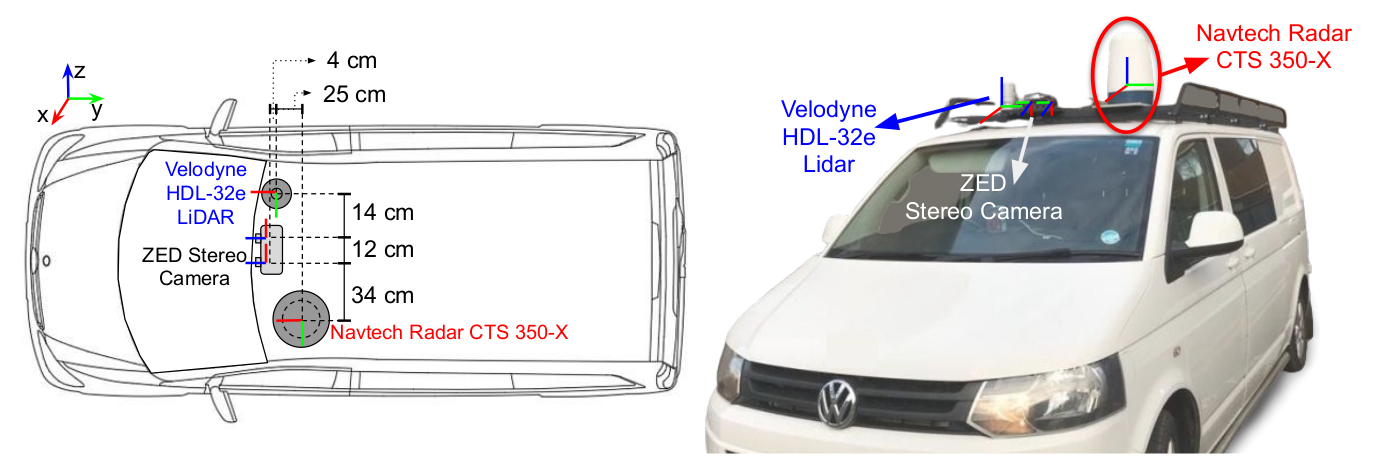 4 cm
25 cm
z
y
x
Velodyne
HDL-32e
LiDAR
14 cm
ZED Stereo
Camera
12 cm
34 cm
Navtech Radar CTS 350-X
Navtech Radar
CTS 350-X
Velodyne
HDL-32e
Lidar
ZED
Stereo Camera